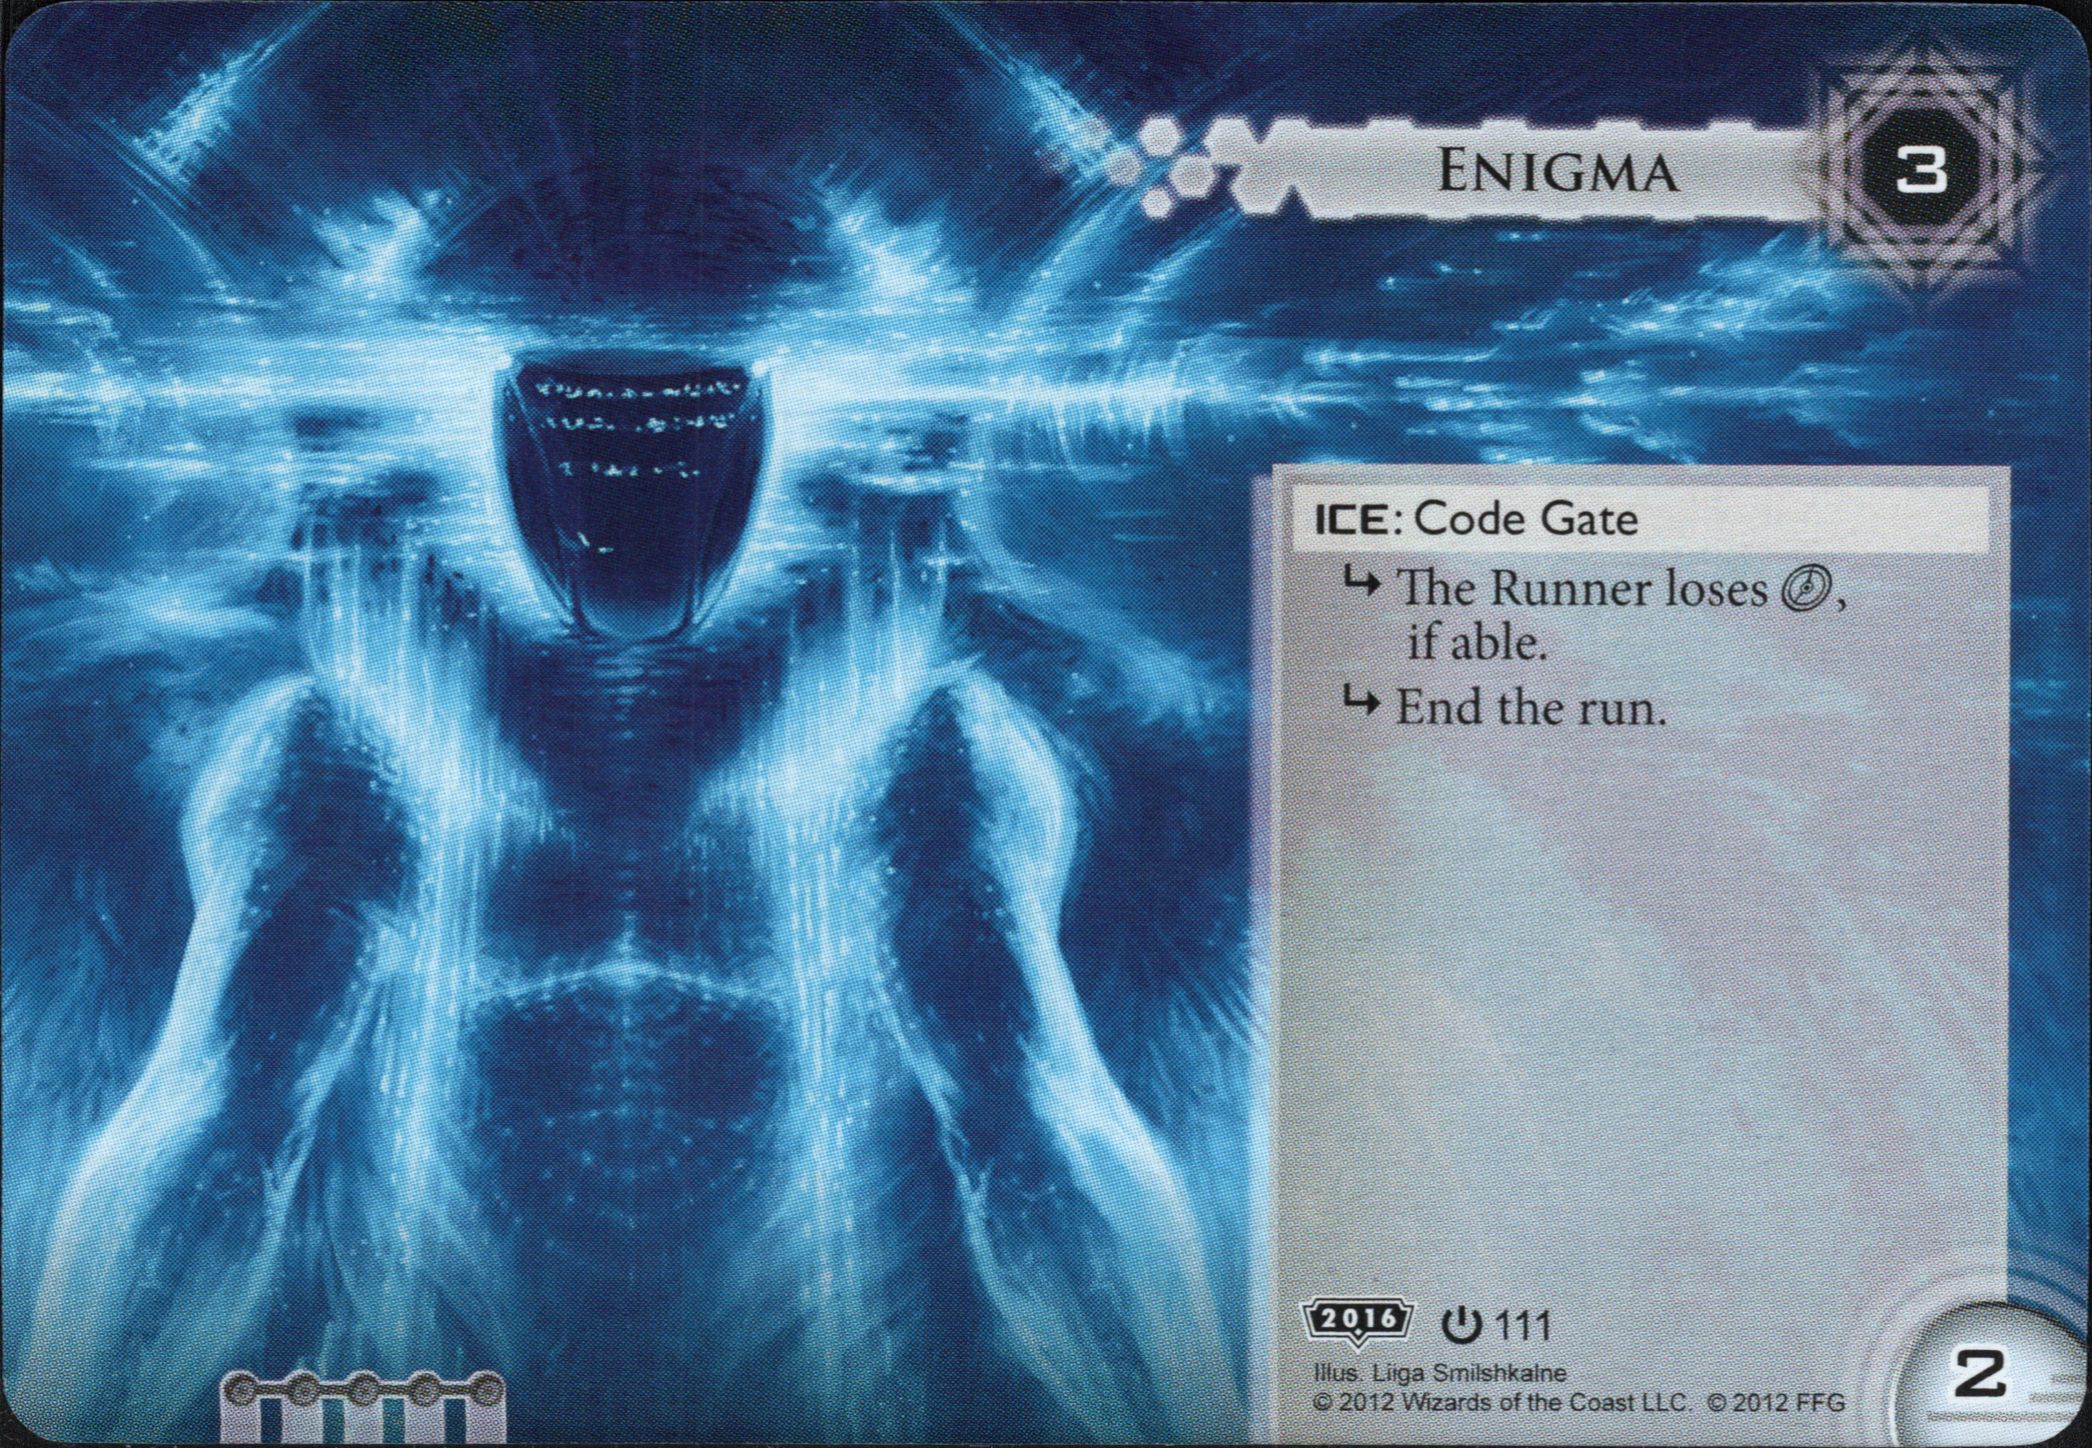 ENIGMA
3
ICE: Code Gate
↳ The Runner loses,
if able.
↳ End the run.
2016 111
Illus. Liiga Smilshkalne
© 2012 Wizards of the Coast LLC. © 2012 FFG
2